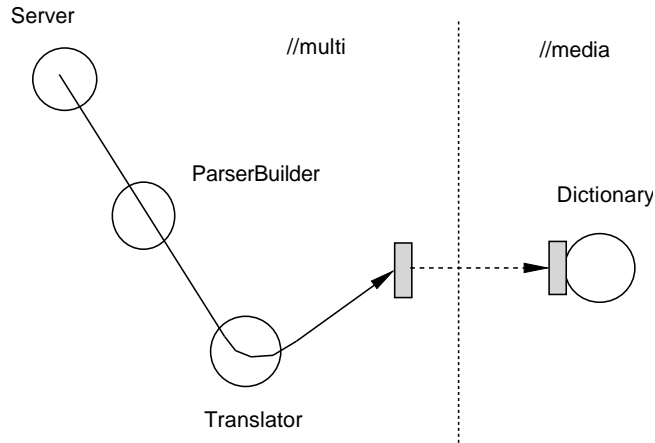 Server
//multi
//media
ParserBuilder
Dictionary
Translator